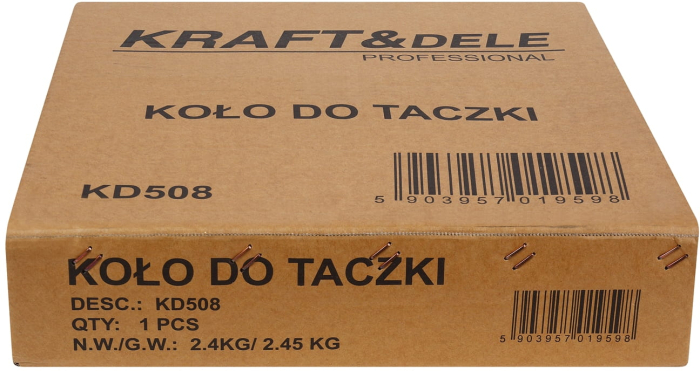 KRAFT&DELE
PROFESSIONAL
KOŁO DO TACZKI
KD508
5 903957 019598
KOŁO DO TACZKI
DESC.: KD508
QTY: 1 PCS
N.W./G.W.: 2.4KG/ 2.45 KG
5 903957 019598